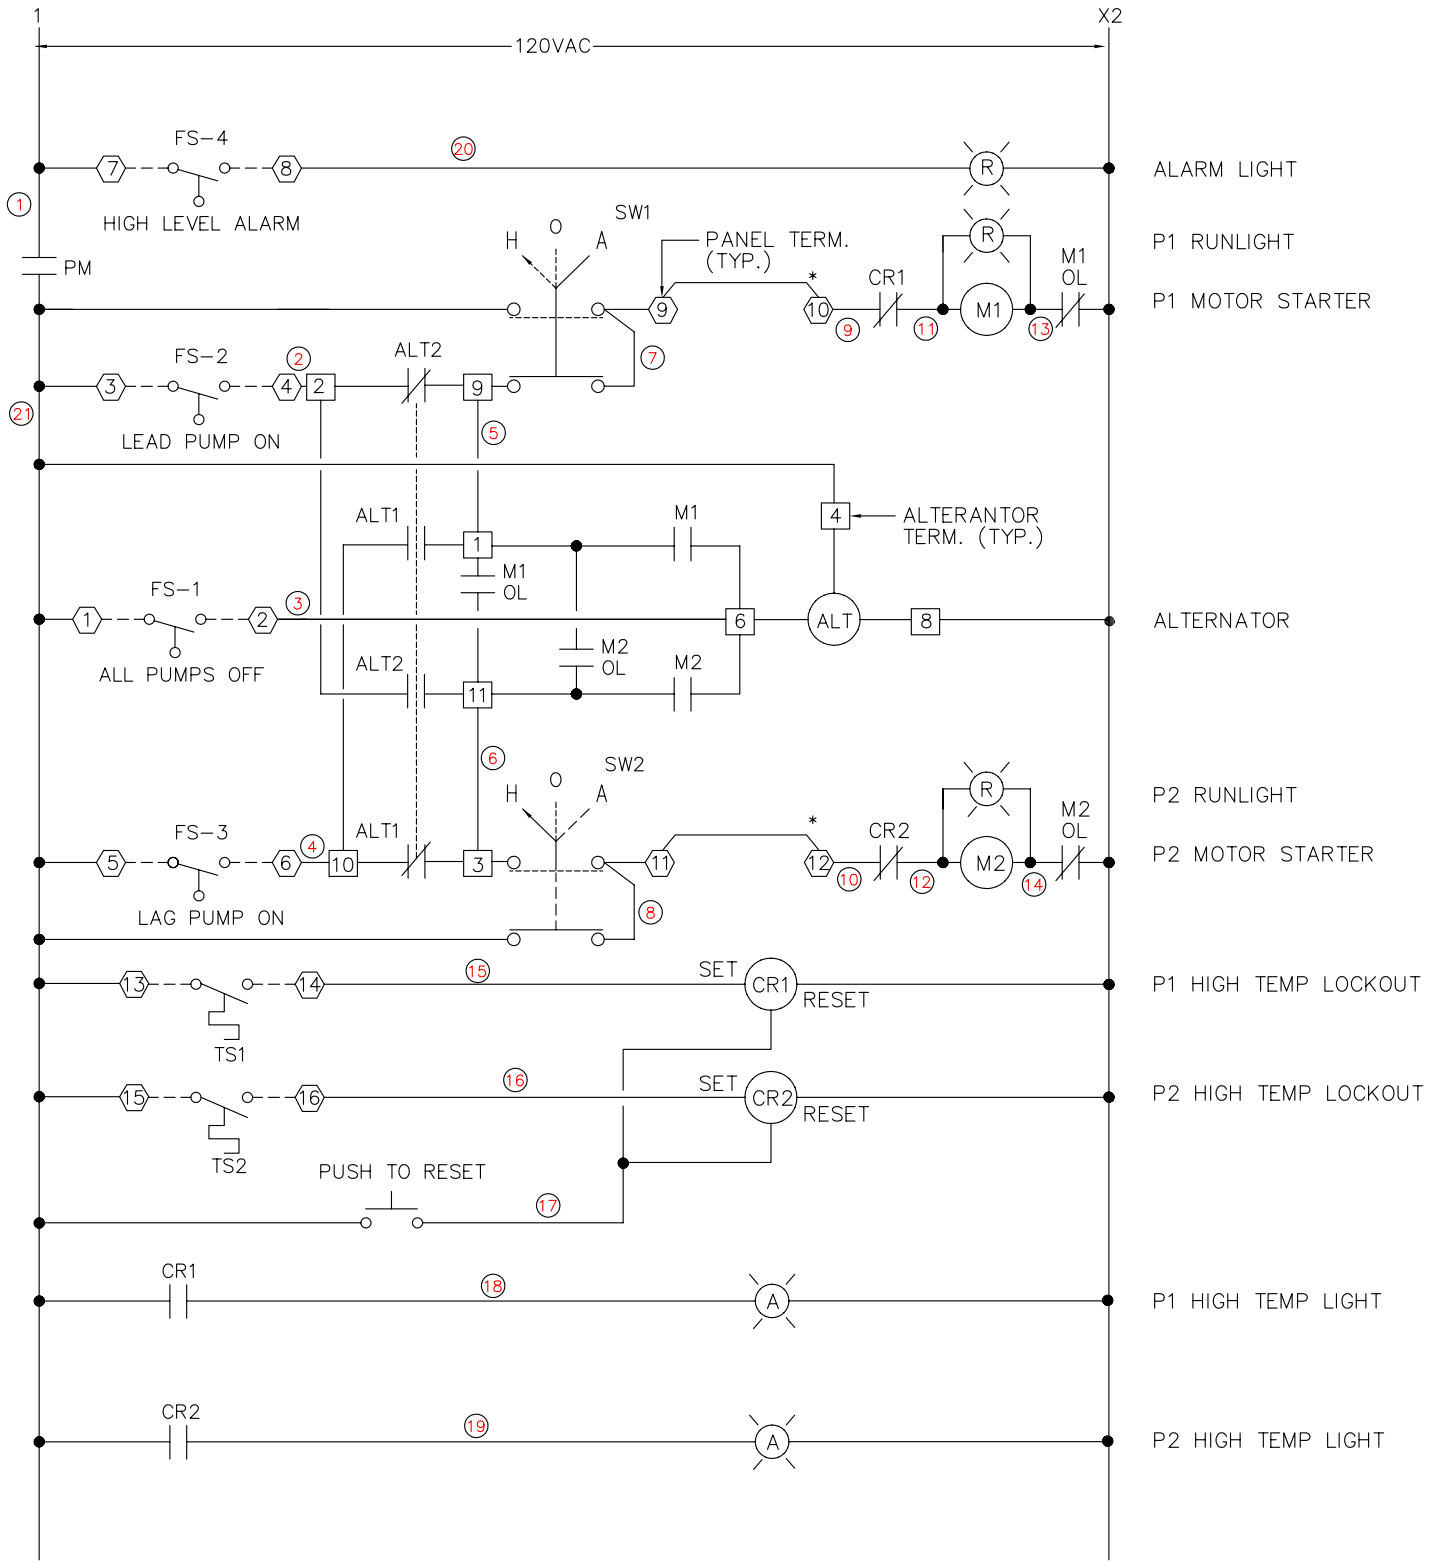 1
X2
120VAC
FS-4
20
7
8
R
ALARM LIGHT
1
HIGH LEVEL ALARM
SW1
H O A
PANEL TERM.
(TYP.)
R
P1 RUNLIGHT
PM
*
CR1
M1
OL
9
10
9
11
M1
13
P1 MOTOR STARTER
FS-2
2
ALT2
7
3
4
2
9
21
LEAD PUMP ON
5
ALT1
M1
4
ALTERANTOR
TERM. (TYP.)
1
M1
OL
FS-1
3
1
2
6
ALT
8
ALTERNATOR
ALL PUMPS OFF
ALT2
M2
OL
M2
11
6
SW2
H O A
R
P2 RUNLIGHT
FS-3
4
ALT1
*
CR2
M2
OL
5
6
10
3
11
12
10
12
M2
14
P2 MOTOR STARTER
LAG PUMP ON
8
13
14
15
SET
CR1
RESET
P1 HIGH TEMP LOCKOUT
TS1
15
16
16
SET
CR2
RESET
P2 HIGH TEMP LOCKOUT
TS2
PUSH TO RESET
17
CR1
18
A
P1 HIGH TEMP LIGHT
CR2
19
A
P2 HIGH TEMP LIGHT